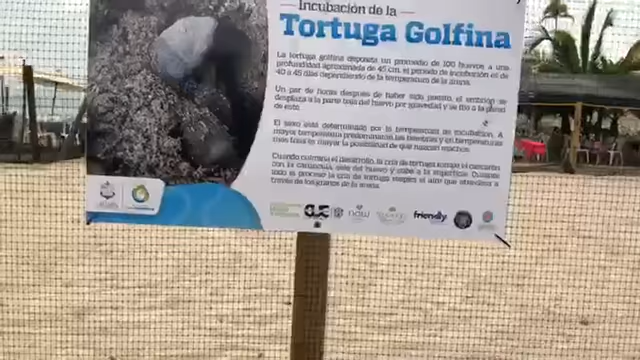 Incubación de la
Tortuga Golfina
La tortuga golfina deposita un promedio de 100 huevos a una
profundidad aproximada de 45 cm, el periodo de incubación es de
40 a 45 días dependiendo de la temperatura de la arena.
Un par de horas después de haber sido puesto, el embrión se
desplaza a la parte baja del huevo por gravedad y se fija a la pared
de este.
El sexo está determinado por la temperatura de incubación. A
mayor temperatura predominarán las hembras y en temperaturas
más bajas es mayor la posibilidad de que nazcan machos.
Cuando culmina el desarrollo, la cría de tortuga rompe el cascarón
con la carúncula, sale del huevo y sube a la superficie. Durante
todo el proceso la cría de tortuga respira el aire que atraviesa a
través de los granos de la arena.
friendly